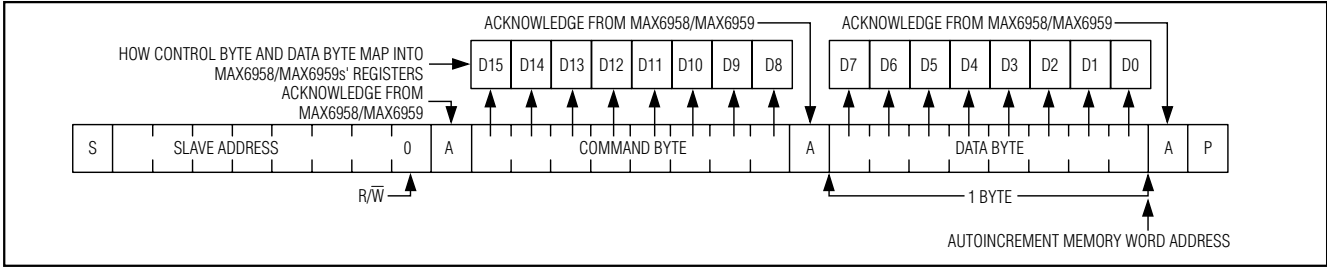 ACKNOWLEDGE FROM MAX6958/MAX6959
ACKNOWLEDGE FROM MAX6958/MAX6959
HOW CONTROL BYTE AND DATA BYTE MAP INTO
MAX6958/MAX6959s' REGISTERS
D15 D14 D13 D12 D11 D10 D9 D8
D7 D6 D5 D4 D3 D2 D1 D0
ACKNOWLEDGE FROM
MAX6958/MAX6959
S SLAVE ADDRESS 0 A COMMAND BYTE A DATA BYTE A P
R/W̅
1 BYTE
AUTOINCREMENT MEMORY WORD ADDRESS